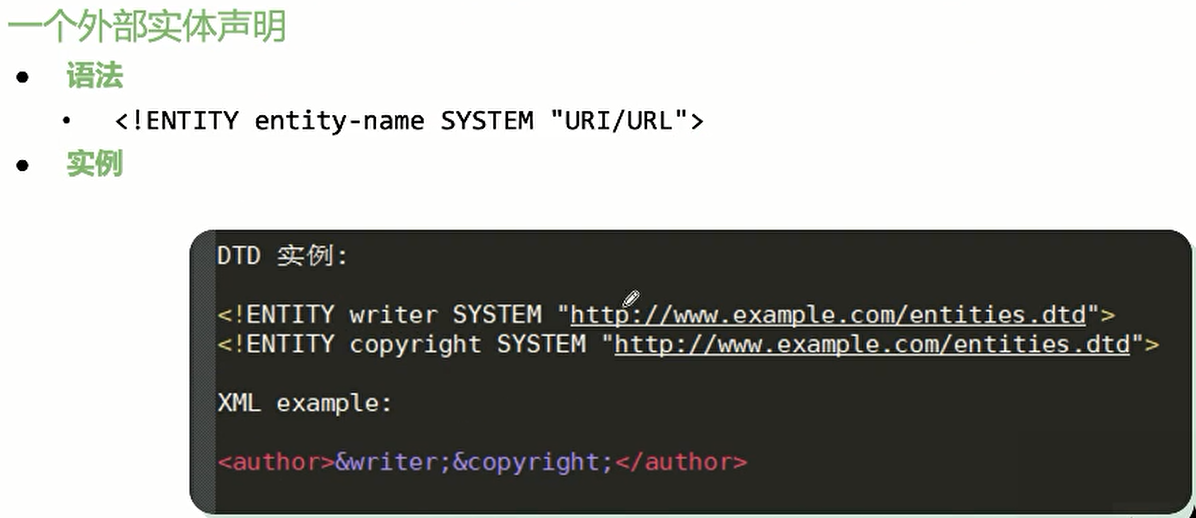 一个外部实体声明
语法
<!ENTITY entity-name SYSTEM "URI/URL">
实例
DTD 实例:
<!ENTITY writer SYSTEM "http://www.example.com/entities.dtd">
<!ENTITY copyright SYSTEM "http://www.example.com/entities.dtd">
XML example:
<author>&writer;&copyright;</author>